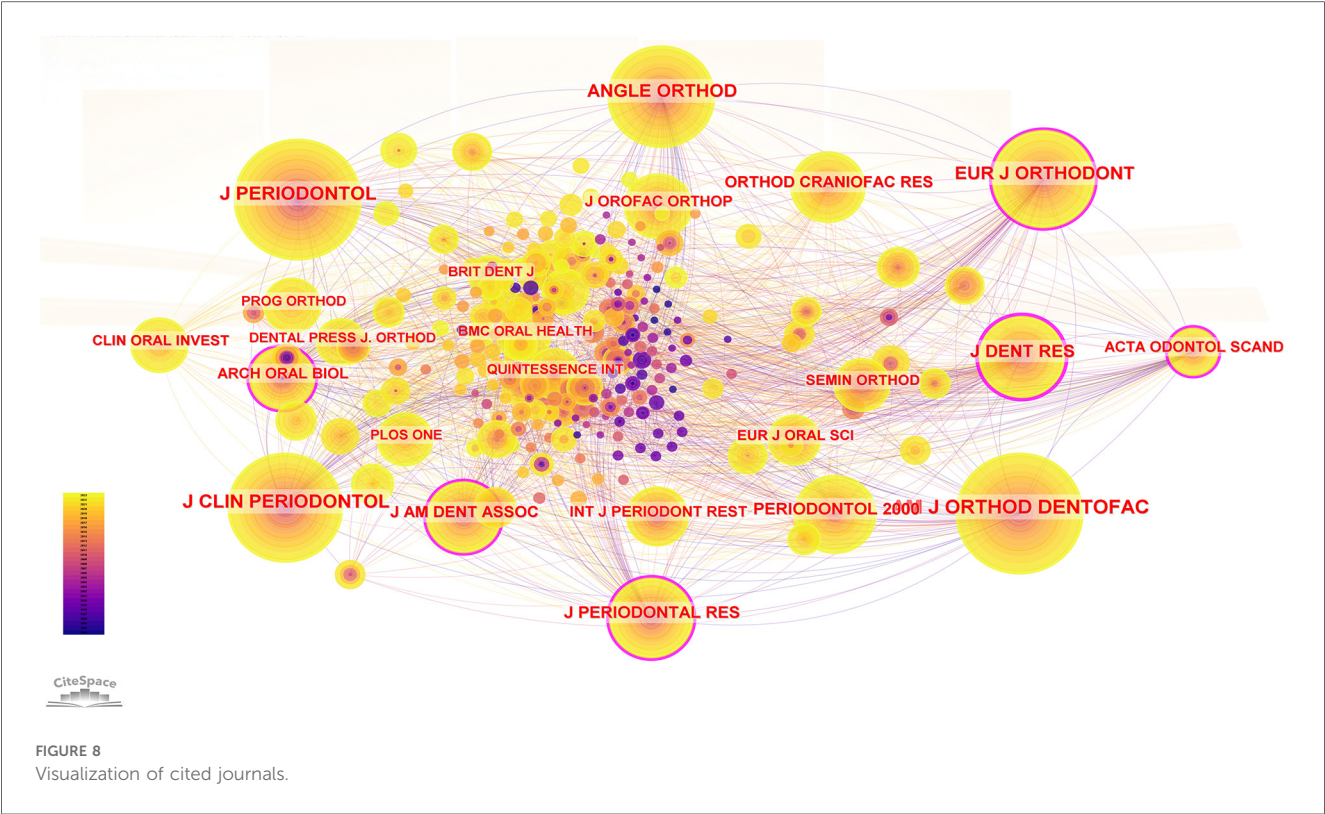 ANGLE ORTHOD
EUR J ORTHODONT
ORTHOD CRANIOFAC RES
J PERIODONTOL
J OROFAC ORTHOP
BRIT DENT J
PROG ORTHOD
BMC ORAL HEALTH
CLIN ORAL INVEST
DENTAL PRESS J. ORTHOD
ACTA ODONTOL SCAND
J DENT RES
QUINTESSENCE INT
ARCH ORAL BIOL
SEMIN ORTHOD
PLOS ONE
EUR J ORAL SCI
J CLIN PERIODONTOL
J AM DENT ASSOC
INT J PERIODONT REST
PERIODONTOL 2000
J ORTHOD DENTOFAC
J PERIODONTAL RES
CiteSpace
FIGURE 8
Visualization of cited journals.